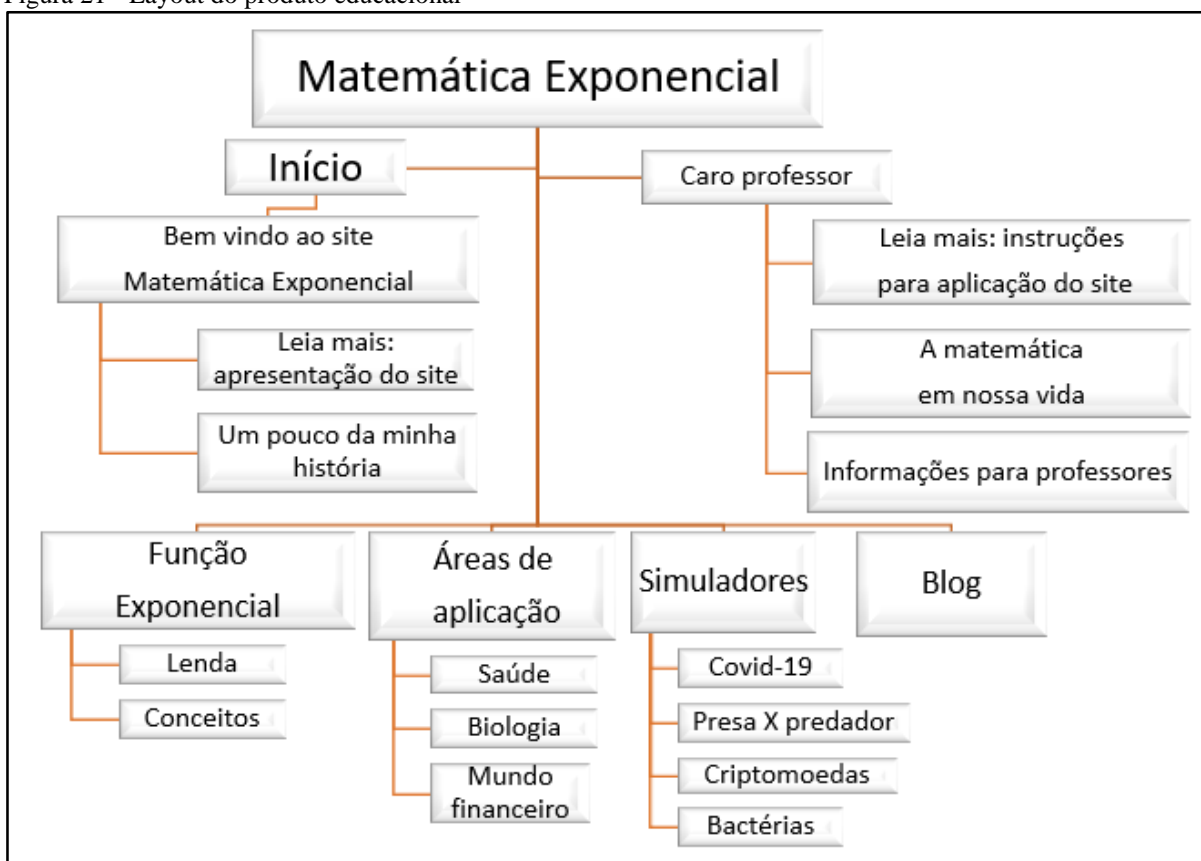 Figura 21 - Layout do produto educacional
Matemática Exponencial
Início
Caro professor
Bem vindo ao site
Matemática Exponencial
Leia mais:
apresentação do site
Um pouco da minha
história
Leia mais: instruções
para aplicação do site
A matemática
em nossa vida
Informações para professores
Função
Exponencial
Lenda
Conceitos
Áreas de
aplicação
Saúde
Biologia
Mundo
financeiro
Simuladores
Covid-19
Presa X predador
Criptomoedas
Bactérias
Blog